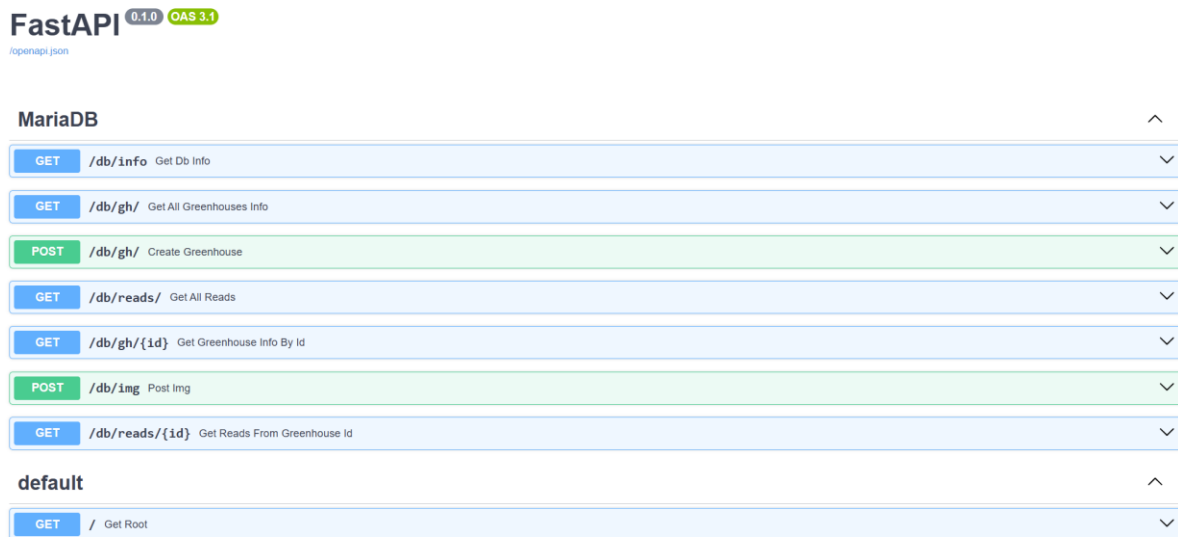 FastAPI 0.1.0 OAS 3.1
/openapi.json
MariaDB
GET /db/info Get Db Info
GET /db/gh/ Get All Greenhouses Info
POST /db/gh/ Create Greenhouse
GET /db/reads/ Get All Reads
GET /db/gh/{id} Get Greenhouse Info By Id
POST /db/img Post Img
GET /db/reads/{id} Get Reads From Greenhouse Id
default
GET / Get Root